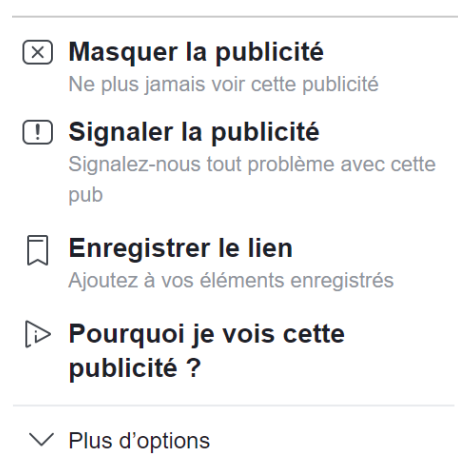 Masquer la publicité
Ne plus jamais voir cette publicité
Signaler la publicité
Signalez-nous tout problème avec cette
pub
Enregistrer le lien
Ajoutez à vos éléments enregistrés
Pourquoi je vois cette
publicité ?
Plus d’options